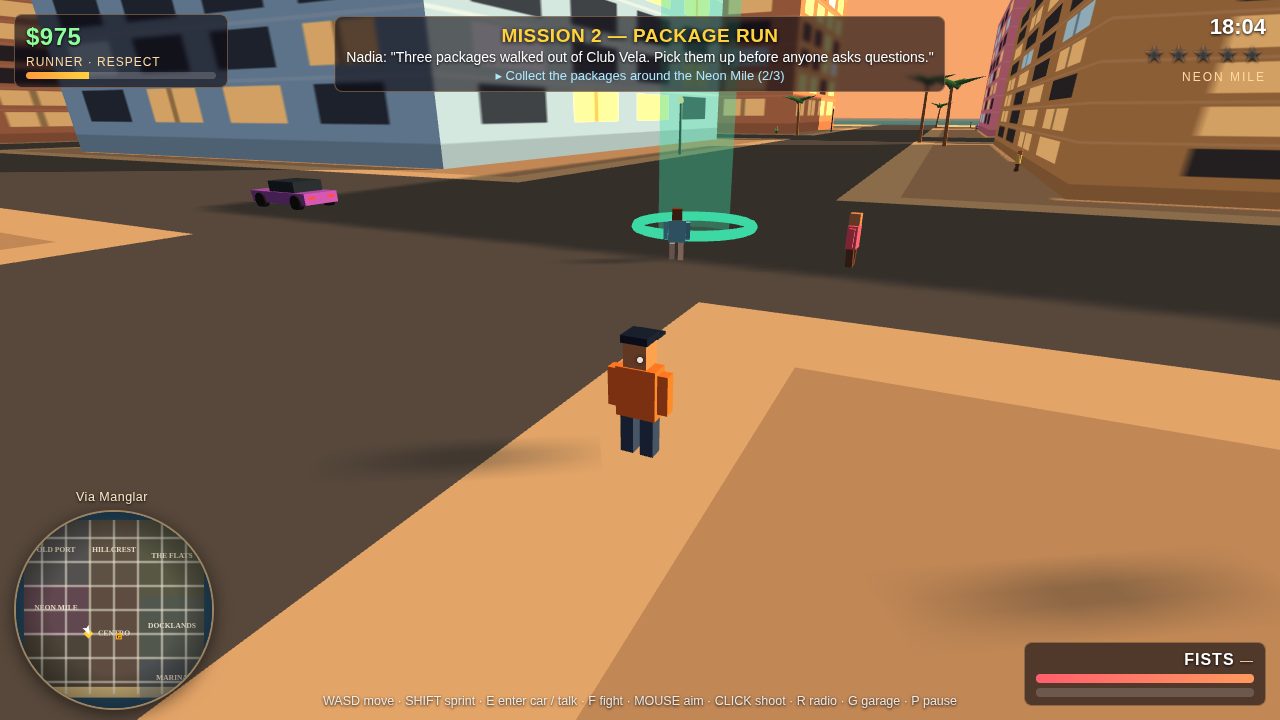 $975
RUNNER · RESPECT
MISSION 2 — PACKAGE RUN
Nadia: "Three packages walked out of Club Vela. Pick them up before anyone asks questions."
▸ Collect the packages around the Neon Mile (2/3)
18:04
★★★★★
NEON MILE
Via Manglar
OLD PORT
HILLCREST
THE FLATS
NEON MILE
DOCKLANDS
CENTRO
FISTS —
WASD move · SHIFT sprint · E enter car / talk · F fight · MOUSE aim · CLICK shoot · R radio · G garage · P pause